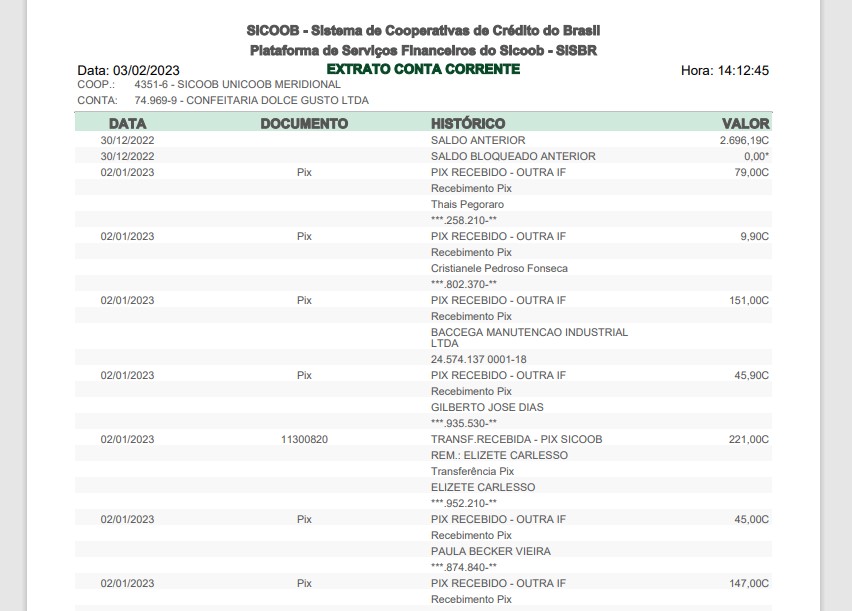 SICOOB - Sistema de Cooperativas de Crédito do Brasil
Plataforma de Serviços Financeiros do Sicoob - SISBR
Data: 03/02/2023 EXTRATO CONTA CORRENTE Hora: 14:12:45
COOP.: 4351-6 - SICOOB UNICOOB MERIDIONAL
CONTA: 74.969-9 - CONFEITARIA DOLCE GUSTO LTDA
DATA DOCUMENTO HISTÓRICO VALOR
30/12/2022 SALDO ANTERIOR 2.696,19C
30/12/2022 SALDO BLOQUEADO ANTERIOR 0,00*
02/01/2023 Pix PIX RECEBIDO - OUTRA IF 79,00C
Recebimento Pix
Thais Pegoraro
***.258.210-**
02/01/2023 Pix PIX RECEBIDO - OUTRA IF 9,90C
Recebimento Pix
Cristianele Pedroso Fonseca
***.802.370-**
02/01/2023 Pix PIX RECEBIDO - OUTRA IF 151,00C
Recebimento Pix
BACCEGA MANUTENCAO INDUSTRIAL
LTDA
24.574.137 0001-18
02/01/2023 Pix PIX RECEBIDO - OUTRA IF 45,90C
Recebimento Pix
GILBERTO JOSE DIAS
***.935.530-**
02/01/2023 11300820 TRANSF.RECEBIDA - PIX SICOOB 221,00C
REM.: ELIZETE CARLESSO
Transferência Pix
ELIZETE CARLESSO
***.952.210-**
02/01/2023 Pix PIX RECEBIDO - OUTRA IF 45,00C
Recebimento Pix
PAULA BECKER VIEIRA
***.874.840-**
02/01/2023 Pix PIX RECEBIDO - OUTRA IF 147,00C
Recebimento Pix